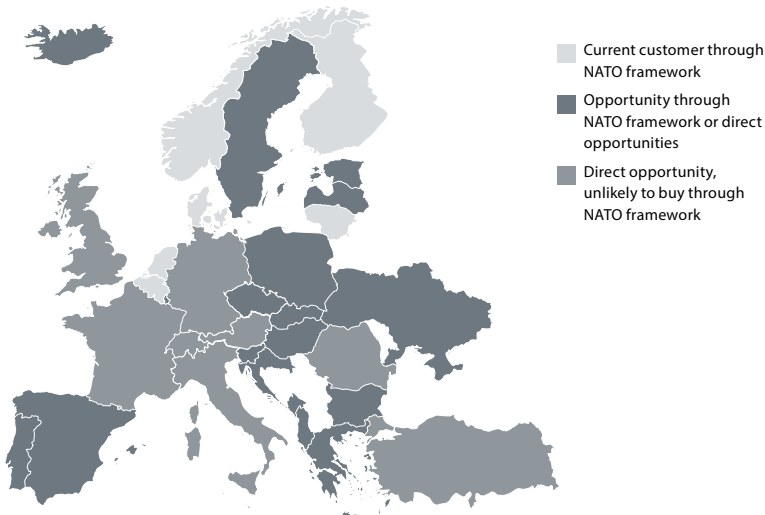 Current customer through
NATO framework
Opportunity through
NATO framework or direct
opportunities
Direct opportunity,
unlikely to buy through
NATO framework